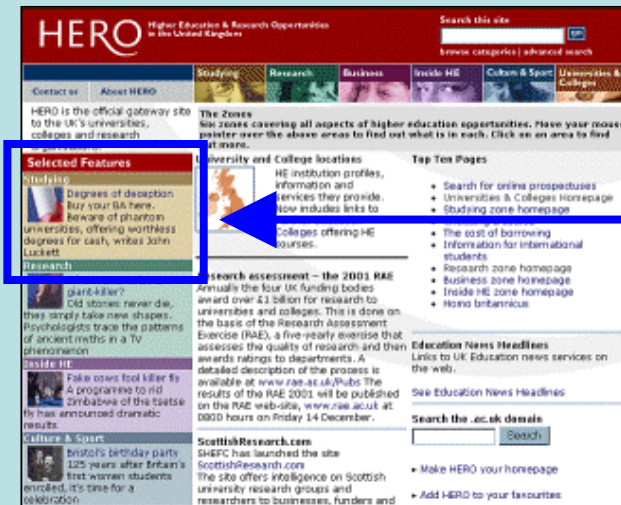 HERO
Higher Education & Research Opportunities
in the United Kingdom
Search this site
go
browse categories | advanced search
Contact us
About HERO
Studying
Research
Business
Inside HE
Culture & Sport
Universities &
Colleges
HERO is the official gateway site
to the UK's universities,
colleges and research
The Zones
Six zones covering all aspects of higher education opportunities. Move your mouse
pointer over the above areas to find out what is in each. Click on an area to find
out more.
Selected Features
Studying
Degrees of deception
Buy your BA here.
Beware of phantom
universities, offering worthless
degrees for cash, writes John
Luckett
Research
giant-killer?
Old stories never die,
they simply take new shapes.
Psychologists trace the patterns
of ancient myths in a TV
phenomenon
Inside HE
Fake cows fool killer fly
A programme to rid
Zimbabwe of the tsetse
fly has announced dramatic
results
Culture & Sport
Bristol's birthday party
125 years after Britain's
first women students
enrolled, it's time for a
celebration
University and College locations
HE institution profiles,
information and
services they provide.
Now includes links to
Colleges offering HE
courses.
Research assessment - the 2001 RAE
Annually the four UK funding bodies
award over £1 billion for research to
universities and colleges. This is done on
the basis of the Research Assessment
Exercise (RAE), a five-yearly exercise that
assesses the quality of research and then
awards ratings to departments. A
detailed description of the process is
available at www.rae.ac.uk/Pubs The
results of the RAE 2001 will be published
on the RAE web-site, www.rae.ac.uk at
0800 hours on Friday 14 December.
ScottishResearch.com
SHEFC has launched the site
ScottishResearch.com
The site offers intelligence on Scottish
university research groups and
researchers to businesses, funders and
Top Ten Pages
Search for online prospectuses
Universities & Colleges Homepage
Studying zone homepage
The cost of borrowing
Information for international
students
Research zone homepage
Business zone homepage
Inside HE zone homepage
Homo britannicus
Education News Headlines
Links to UK Education news services on
the web.
See Education News Headlines
Search the .ac.uk domain
Search
Make HERO your homepage
Add HERO to your favourites